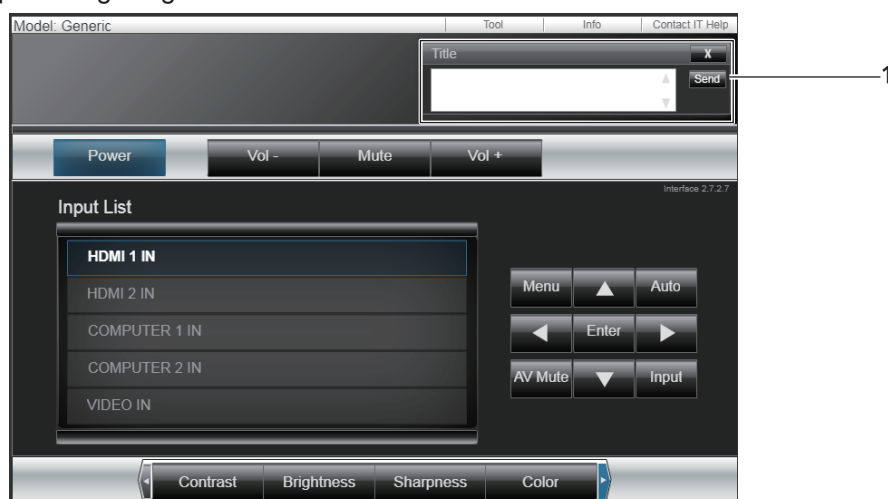 Model: Generic
Tool
Info
Contact IT Help
Title
X
Send
1
Power
Vol -
Mute
Vol +
Interface 2.7.2.7
Input List
HDMI 1 IN
HDMI 2 IN
COMPUTER 1 IN
COMPUTER 2 IN
VIDEO IN
Menu
Auto
Enter
AV Mute
Input
Contrast
Brightness
Sharpness
Color